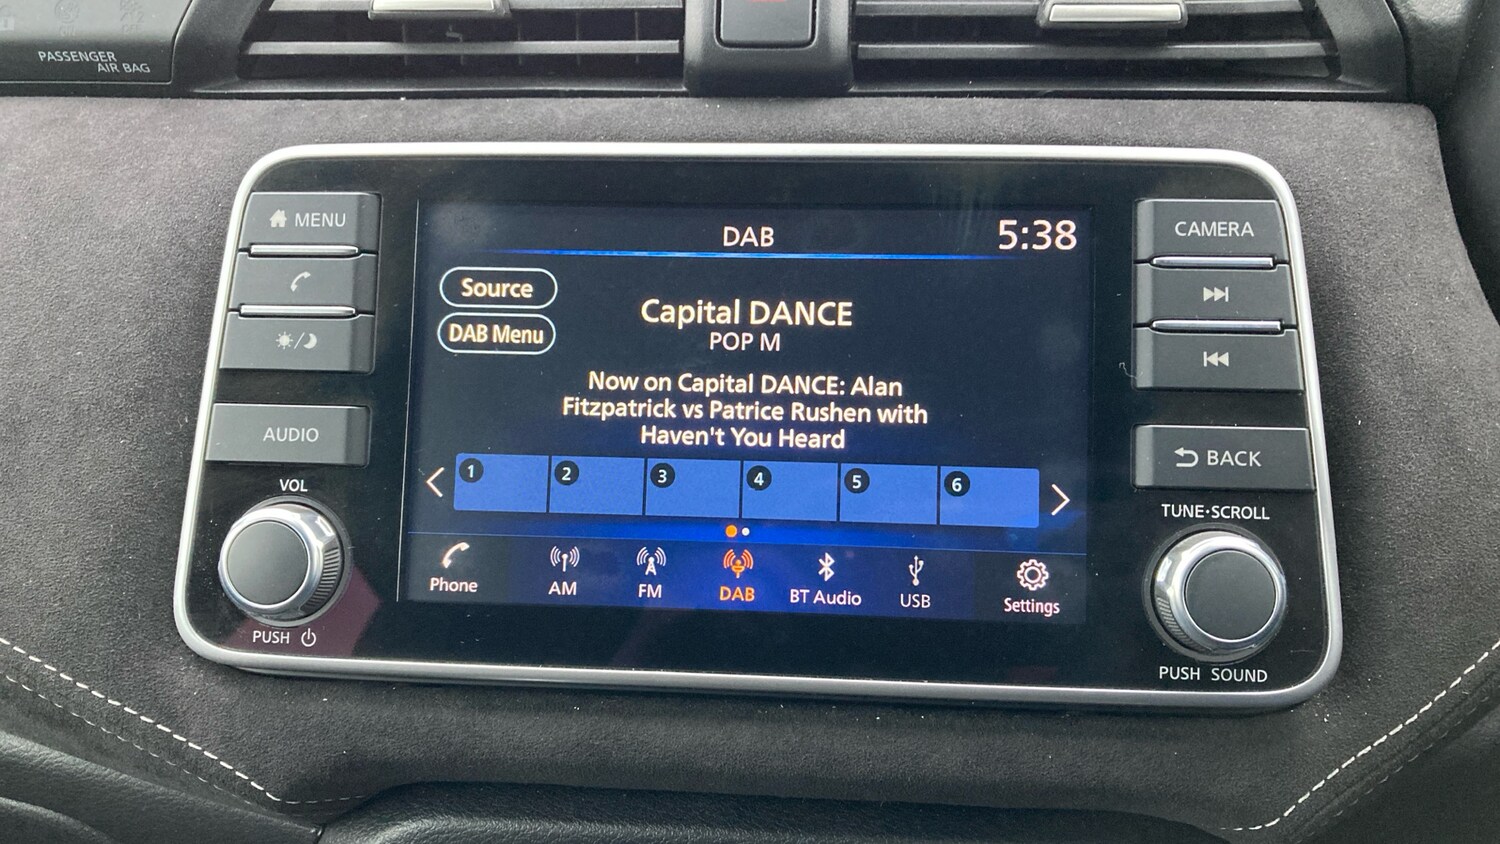 PASSENGER
AIR BAG
MENU
AUDIO
VOL
PUSH
DAB
5:38
Source
DAB Menu
Capital DANCE
POP M
Now on Capital DANCE: Alan
Fitzpatrick vs Patrice Rushen with
Haven't You Heard
1 2 3 4 5 6
Phone AM FM DAB BT Audio USB Settings
CAMERA
BACK
TUNE·SCROLL
PUSH SOUND